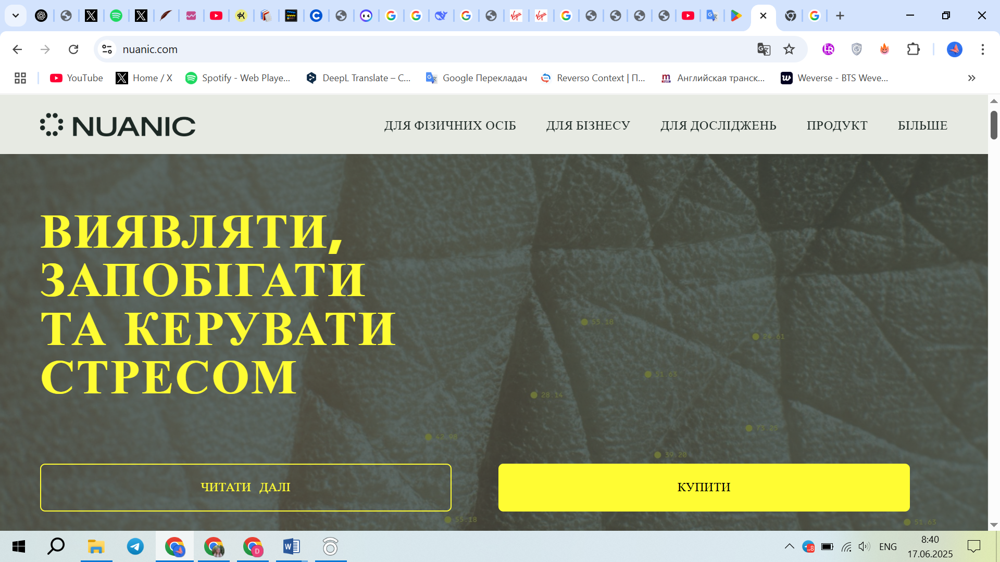 nuanic.com
YouTube
Home / X
Spotify - Web Playe...
DeepL Translate – С...
Google Перекладач
Reverso Context | П...
Английская транск...
Weverse - BTS Weve...
NUANIC
ДЛЯ ФІЗИЧНИХ ОСІБ
ДЛЯ БІЗНЕСУ
ДЛЯ ДОСЛІДЖЕНЬ
ПРОДУКТ
БІЛЬШЕ
ВИЯВЛЯТИ,
ЗАПОБІГАТИ
ТА КЕРУВАТИ
СТРЕСОМ
55.18
24.61
51.63
28.14
73.25
42.98
39.20
ЧИТАТИ ДАЛІ
КУПИТИ
55.18
51.63
ENG
8:40
17.06.2025